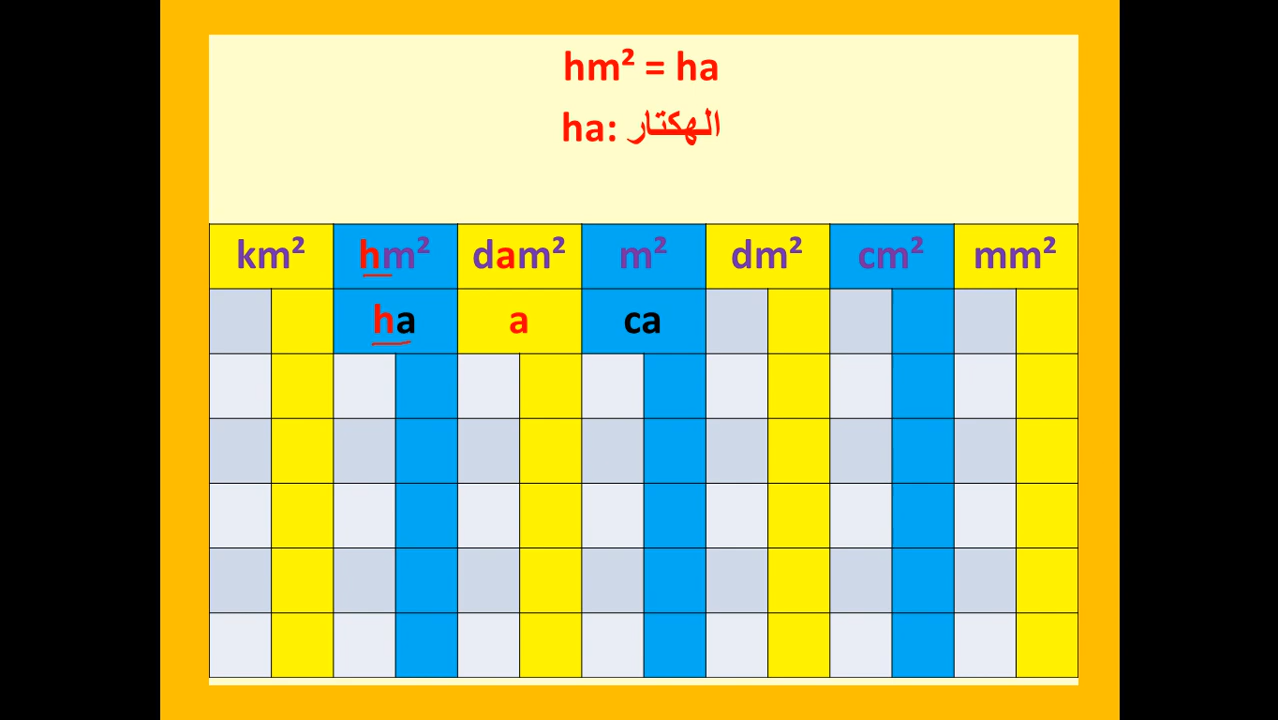 hm² = ha
ha: الهكتار
km² hm² dam² m² dm² cm² mm²
ha a ca